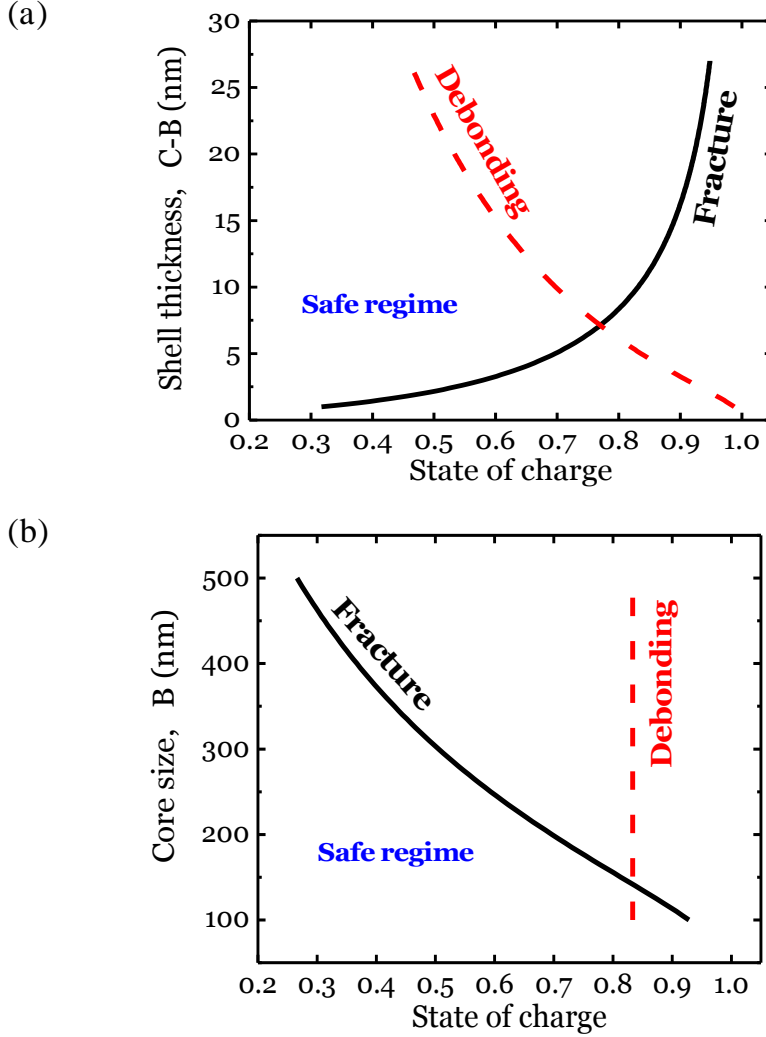 (a)
30
25
20
15
10
5
0
Shell thickness, C-B (nm)
Debonding
Fracture
Safe regime
0.2 0.3 0.4 0.5 0.6 0.7 0.8 0.9 1.0
State of charge
(b)
500
400
300
200
100
Core size, B (nm)
Fracture
Debonding
Safe regime
0.2 0.3 0.4 0.5 0.6 0.7 0.8 0.9 1.0
State of charge